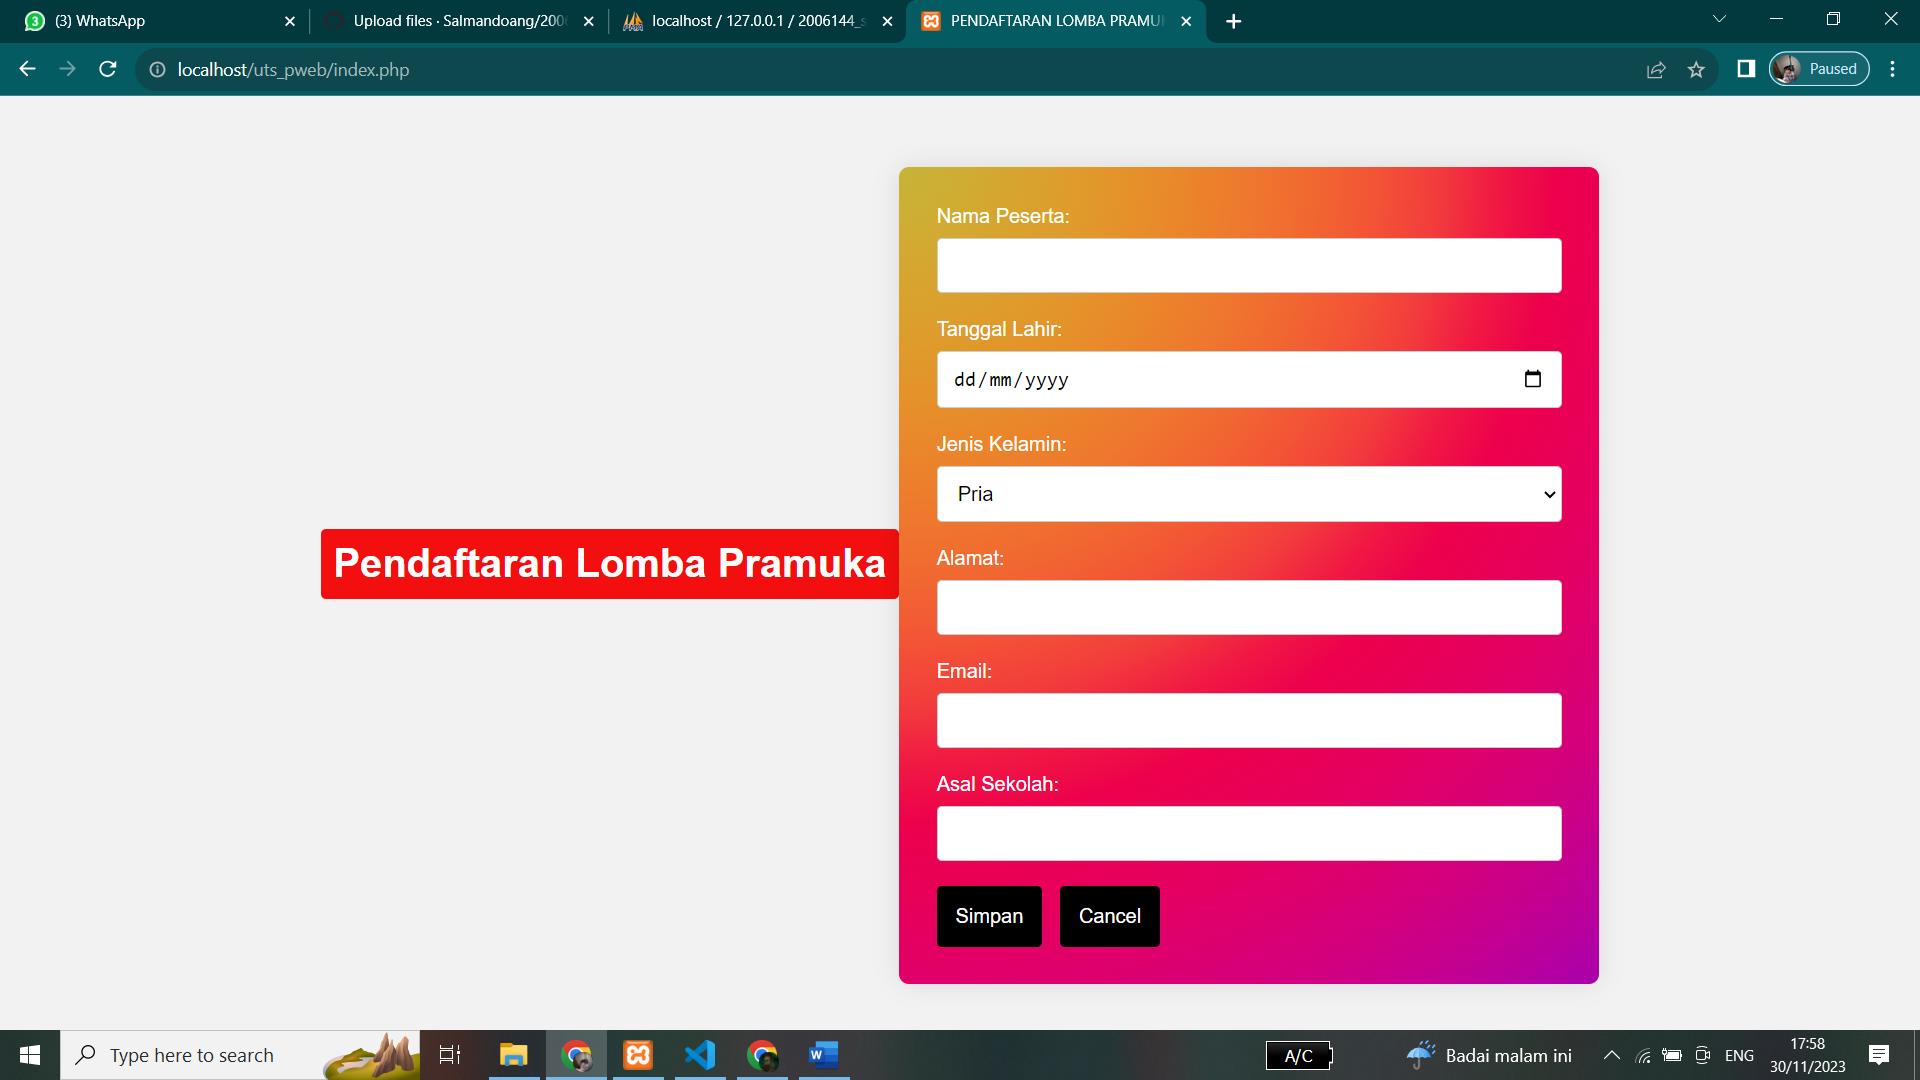 3
(3) WhatsApp
Upload files · Salmandoang/200
localhost / 127.0.0.1 / 2006144_s
PENDAFTARAN LOMBA PRAMU
localhost/uts_pweb/index.php
Paused
Nama Peserta:
Tanggal Lahir:
dd/mm/yyyy
Jenis Kelamin:
Pria
Pendaftaran Lomba Pramuka
Alamat:
Email:
Asal Sekolah:
Simpan
Cancel
Type here to search
A/C
Badai malam ini
ENG
17:58
30/11/2023